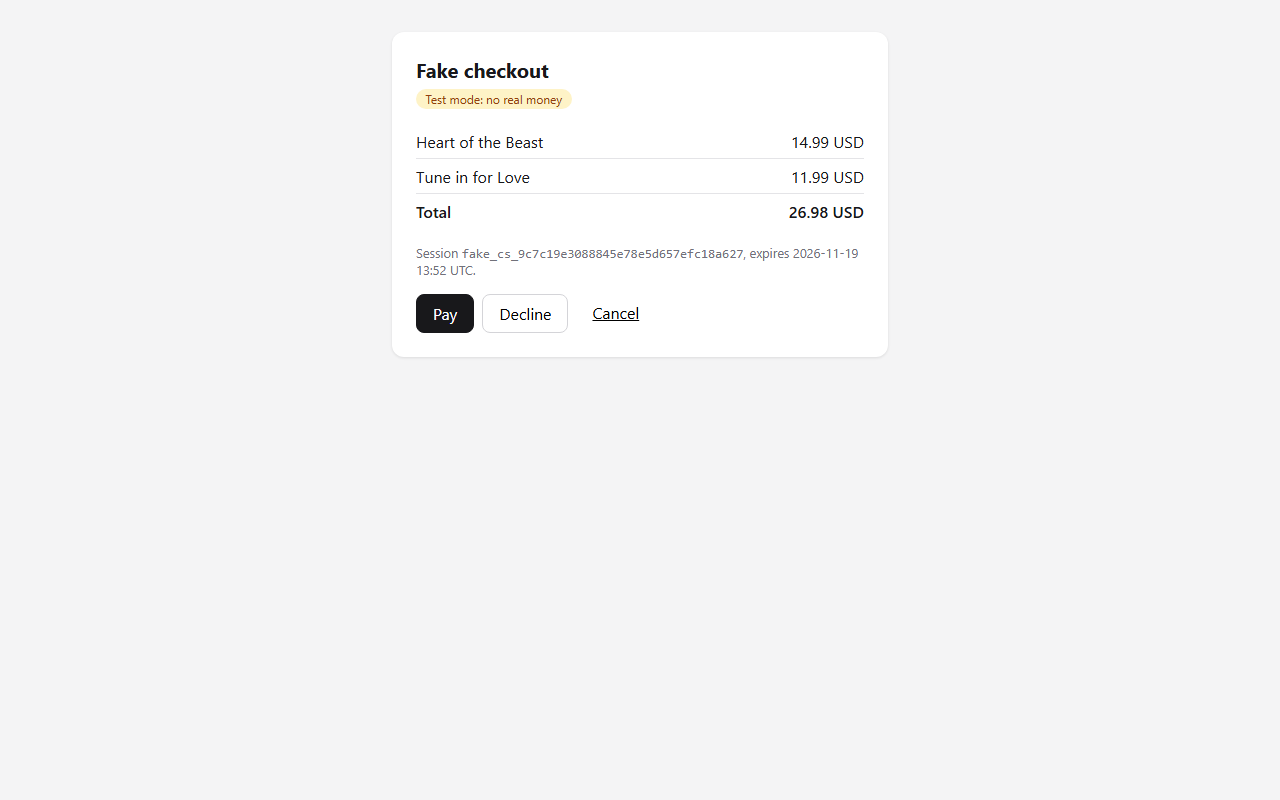 Fake checkout
Test mode: no real money
Heart of the Beast 14.99 USD
Tune in for Love 11.99 USD
Total 26.98 USD
Session fake_cs_9c7c19e3088845e78e5d657efc18a627, expires 2026-11-19
13:52 UTC.
Pay Decline Cancel